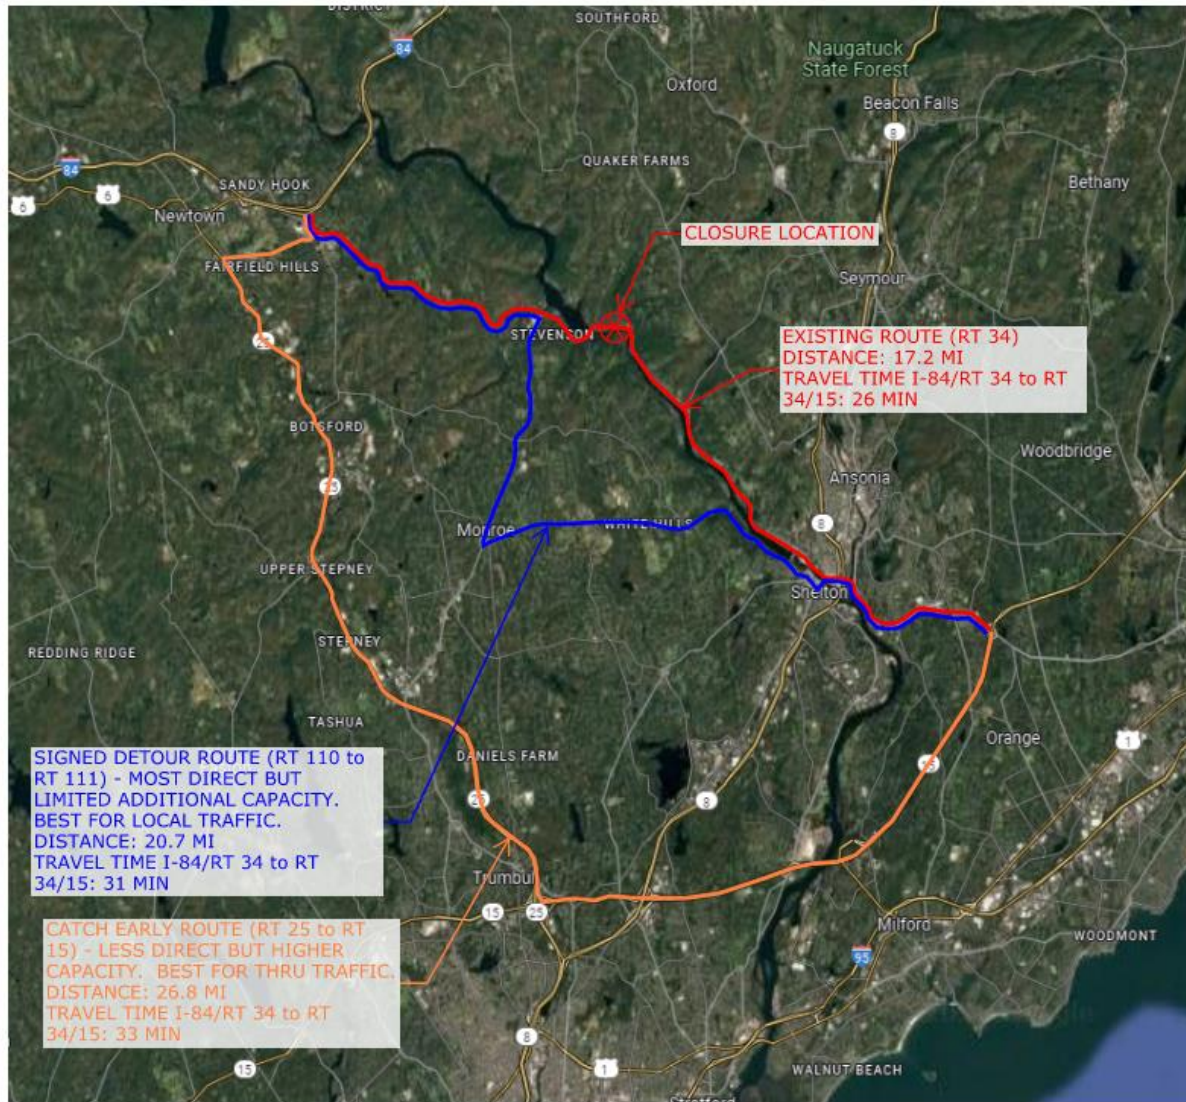 DISTRICT
SOUTHFORD
84
Naugatuck
State Forest
Oxford
Beacon Falls
8
QUAKER FARMS
84
SANDY HOOK
6
6
Newtown
Bethany
CLOSURE LOCATION
FAIRFIELD HILLS
Seymour
STEVENSON
EXISTING ROUTE (RT 34)
DISTANCE: 17.2 MI
TRAVEL TIME I-84/RT 34 to RT
34/15: 26 MIN
25
BOTSFORD
Woodbridge
Ansonia
25
8
Monroe
WHITE HILLS
UPPER STEPNEY
Shelton
STEPNEY
REDDING RIDGE
TASHUA
Orange
1
DANIELS FARM
15
SIGNED DETOUR ROUTE (RT 110 to
RT 111) - MOST DIRECT BUT
LIMITED ADDITIONAL CAPACITY.
BEST FOR LOCAL TRAFFIC.
DISTANCE: 20.7 MI
TRAVEL TIME I-84/RT 34 to RT
34/15: 31 MIN
25
8
Trumbull
15
25
Milford
WOODMONT
95
CATCH EARLY ROUTE (RT 25 to RT
15) - LESS DIRECT BUT HIGHER
CAPACITY. BEST FOR THRU TRAFFIC.
DISTANCE: 26.8 MI
TRAVEL TIME I-84/RT 34 to RT
34/15: 33 MIN
8
15
1
WALNUT BEACH
Stratford